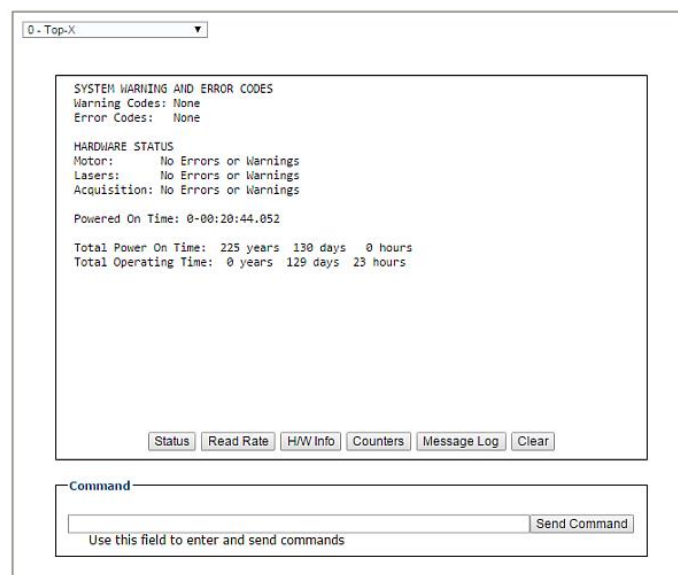 0 - Top-X
SYSTEM WARNING AND ERROR CODES
Warning Codes: None
Error Codes: None
HARDWARE STATUS
Motor: No Errors or Warnings
Lasers: No Errors or Warnings
Acquisition: No Errors or Warnings
Powered On Time: 0-00:20:44.052
Total Power On Time: 225 years 130 days 0 hours
Total Operating Time: 0 years 129 days 23 hours
Status Read Rate H/W Info Counters Message Log Clear
Command
Send Command
Use this field to enter and send commands